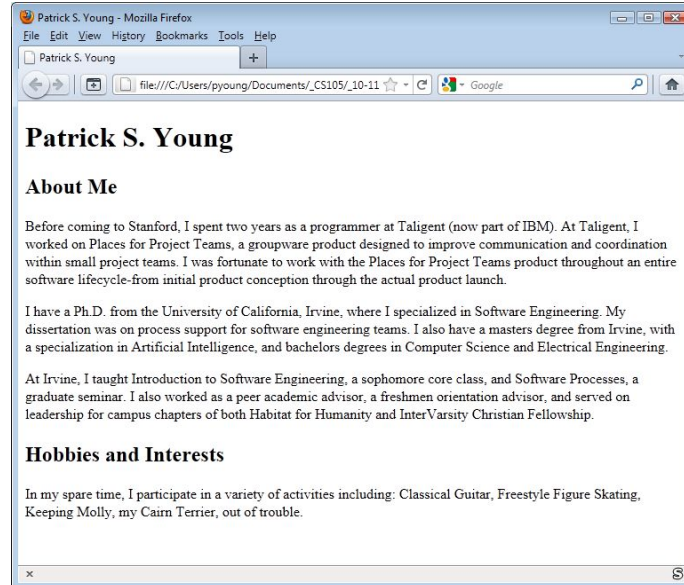 Patrick S. Young - Mozilla Firefox
File Edit View History Bookmarks Tools Help
Patrick S. Young
file:///C:/Users/pyoung/Documents/_CS105/_10-11
Google
Patrick S. Young
About Me
Before coming to Stanford, I spent two years as a programmer at Taligent (now part of IBM). At Taligent, I
worked on Places for Project Teams, a groupware product designed to improve communication and coordination
within small project teams. I was fortunate to work with the Places for Project Teams product throughout an entire
software lifecycle-from initial product conception through the actual product launch.
I have a Ph.D. from the University of California, Irvine, where I specialized in Software Engineering. My
dissertation was on process support for software engineering teams. I also have a masters degree from Irvine, with
a specialization in Artificial Intelligence, and bachelors degrees in Computer Science and Electrical Engineering.
At Irvine, I taught Introduction to Software Engineering, a sophomore core class, and Software Processes, a
graduate seminar. I also worked as a peer academic advisor, a freshmen orientation advisor, and served on
leadership for campus chapters of both Habitat for Humanity and InterVarsity Christian Fellowship.
Hobbies and Interests
In my spare time, I participate in a variety of activities including: Classical Guitar, Freestyle Figure Skating,
Keeping Molly, my Cairn Terrier, out of trouble.